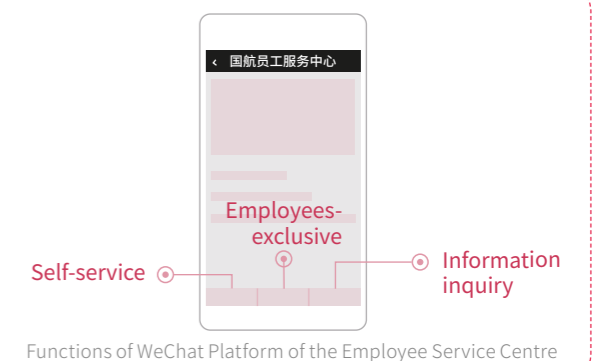 ‹ 国航员工服务中心
Employees-
exclusive
Self-service
Information
inquiry
Functions of WeChat Platform of the Employee Service Centre